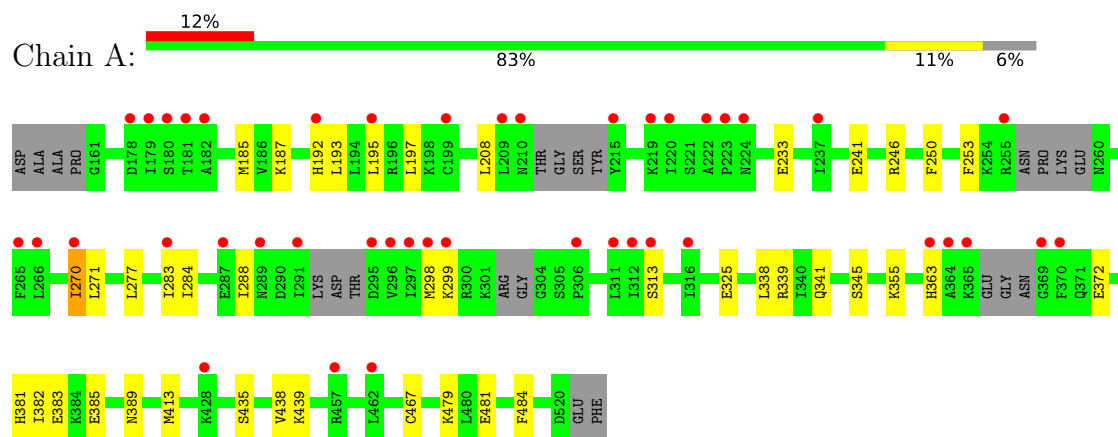 12%
Chain A:
83% 11% 6%
ASP ALA ALA PRO G161 D178 I179 S180 T181 A182 M185 V186 K187 H192 L193 L194 L195 R196 L197 K198 C199 L208 L209 N210 THR GLY SER TYR Y215 K219 I220 S221 A222 P223 N224 E233 I237 E241 R246 F250 F253 K254 R255 ASN PRO LYS GLU N260
F265 L266 I270 L271 L277 I283 I284 E287 I288 N289 D290 I291 LYS ASP THR D295 V296 I297 M298 K299 R300 K301 ARG GLY G304 S305 P306 L311 I312 S313 I316 E325 L338 R339 I340 Q341 S345 K355 H363 A364 K365 GLU GLY ASN G369 F370 Q371 E372
H381 I382 E383 K384 E385 N389 M413 K428 S435 V438 K439 R457 L462 C467 K479 L480 E481 F484 D520 GLU PHE